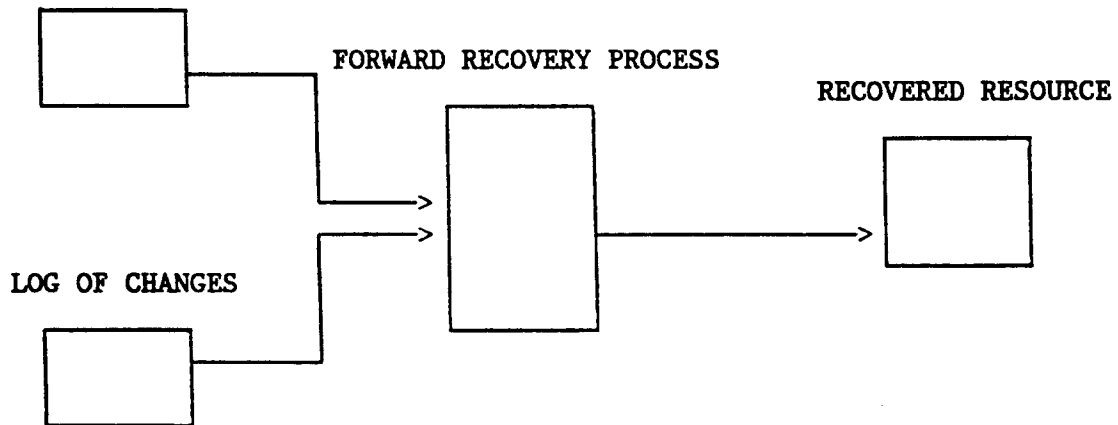 FORWARD RECOVERY PROCESS
RECOVERED RESOURCE
LOG OF CHANGES